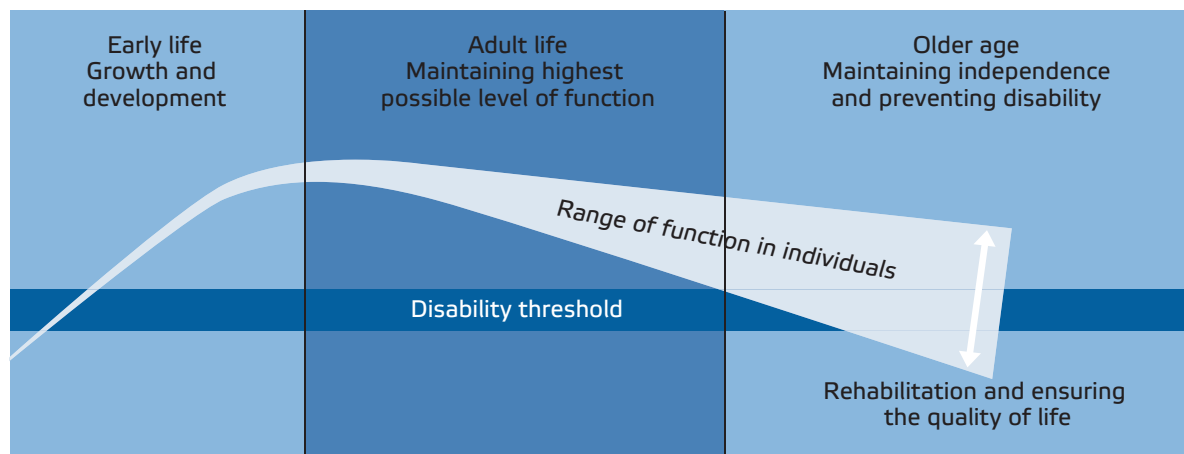 Early life
Growth and
development
Adult life
Maintaining highest
possible level of function
Older age
Maintaining independence
and preventing disability
Range of function in individuals
Disability threshold
Rehabilitation and ensuring
the quality of life